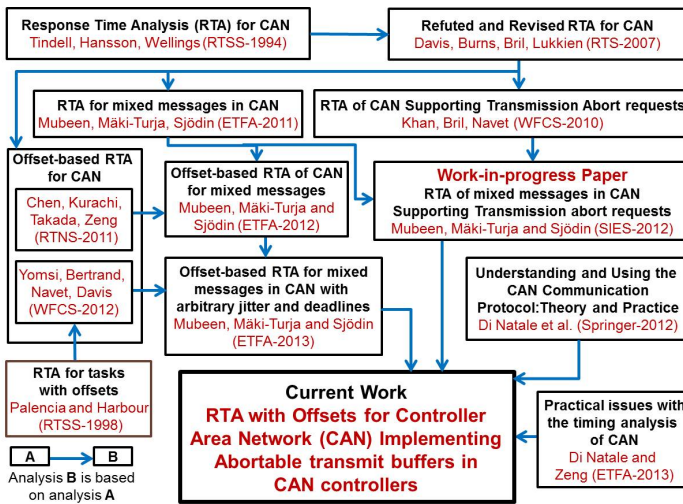 Response Time Analysis (RTA) for CAN
Tindell, Hansson, Wellings (RTSS-1994)
Refuted and Revised RTA for CAN
Davis, Burns, Bril, Lukkien (RTS-2007)
RTA for mixed messages in CAN
Mubeen, Mäki-Turja, Sjödin (ETFA-2011)
RTA of CAN Supporting Transmission Abort requests
Khan, Bril, Navet (WFCS-2010)
Offset-based RTA
for CAN
Chen, Kurachi,
Takada, Zeng
(RTNS-2011)
Yomsi, Bertrand,
Navet, Davis
(WFCS-2012)
Offset-based RTA of CAN
for mixed messages
Mubeen, Mäki-Turja and
Sjödin (ETFA-2012)
Work-in-progress Paper
RTA of mixed messages in CAN
Supporting Transmission abort requests
Mubeen, Mäki-Turja and Sjödin (SIES-2012)
Offset-based RTA for mixed
messages in CAN with
arbitrary jitter and deadlines
Mubeen, Mäki-Turja and Sjödin
(ETFA-2013)
Understanding and Using the
CAN Communication
Protocol:Theory and Practice
Di Natale et al. (Springer-2012)
RTA for tasks
with offsets
Palencia and Harbour
(RTSS-1998)
Current Work
RTA with Offsets for Controller
Area Network (CAN) Implementing
Abortable transmit buffers in
CAN controllers
Practical issues with
the timing analysis
of CAN
Di Natale and
Zeng (ETFA-2013)
A
B
Analysis B is based
on analysis A